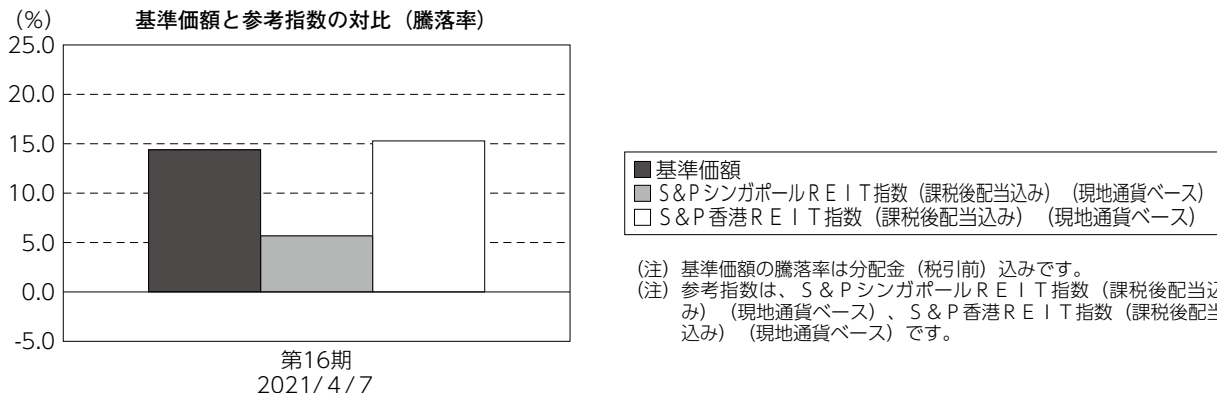 (%)
基準価額と参考指数の対比（騰落率）
25.0
20.0
15.0
10.0
5.0
0.0
-5.0
第16期
2021/ 4 / 7
基準価額
S&PシンガポールＲＥＩＴ指数（課税後配当込み）（現地通貨ベース）
S＆P香港ＲＥＩＴ指数（課税後配当込み）（現地通貨ベース）
（注）基準価額の騰落率は分配金（税引前）込みです。
（注）参考指数は、Ｓ＆ＰシンガポールＲＥＩＴ指数（課税後配当込
み）（現地通貨ベース）、Ｓ＆Ｐ香港ＲＥＩＴ指数（課税後配当
込み）（現地通貨ベース）です。